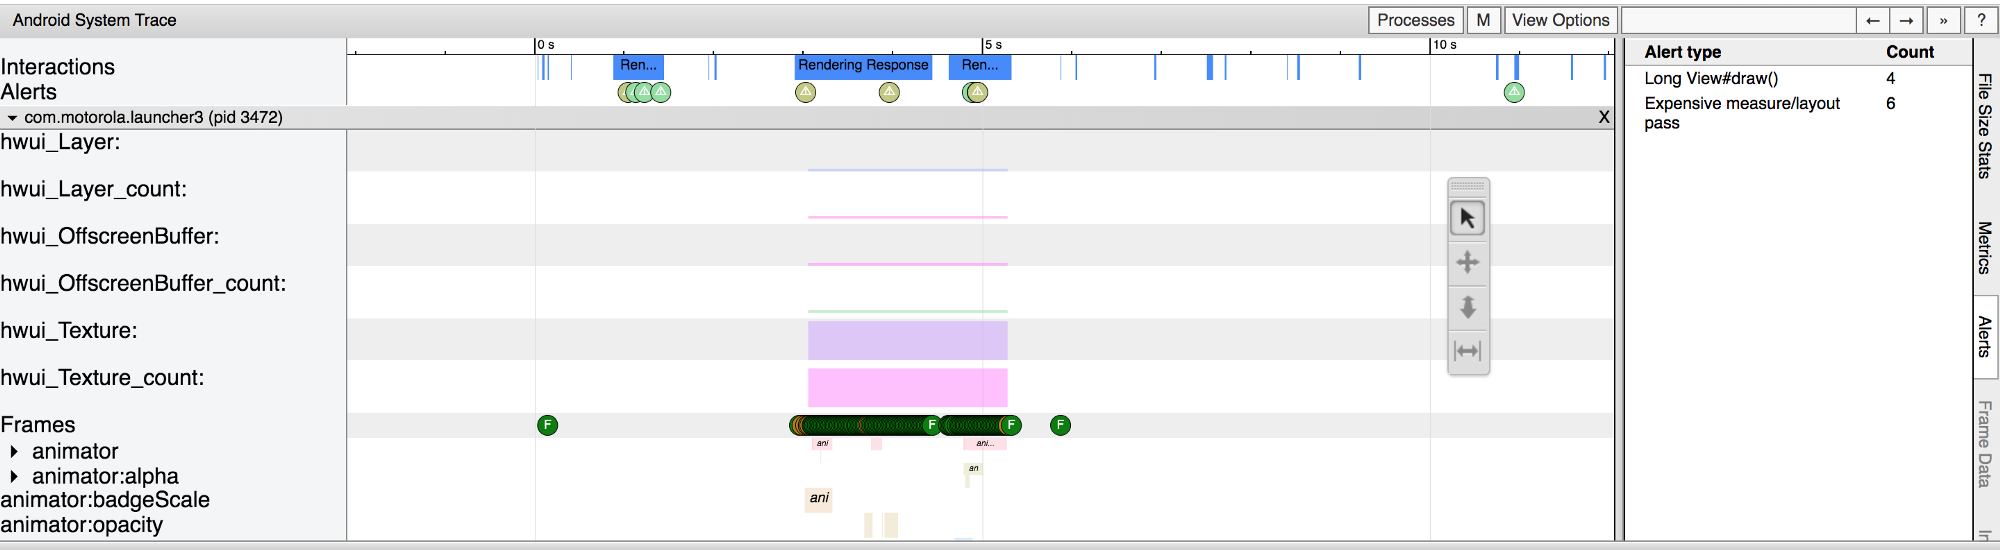 Android System Trace
Processes
M
View Options
←
→
»
?
0 s
5 s
10 s
Interactions
Ren...
Rendering Response
Ren...
Alerts
com.motorola.launcher3 (pid 3472)
X
hwui_Layer:
hwui_Layer_count:
hwui_OffscreenBuffer:
hwui_OffscreenBuffer_count:
hwui_Texture:
hwui_Texture_count:
Frames
F
F
F
F
animator
ani
ani...
animator:alpha
an
animator:badgeScale
ani
animator:opacity
Alert type Count
Long View#draw() 4
Expensive measure/layout 6
pass
File Size Stats
Metrics
Alerts
Frame Data